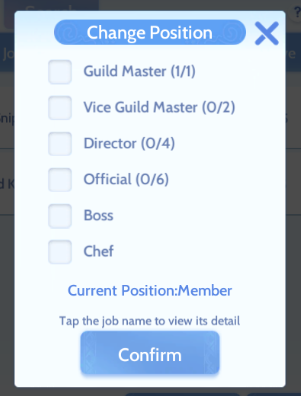 Change Position
Guild Master (1/1)
Vice Guild Master (0/2)
Director (0/4)
Official (0/6)
Boss
Chef
Current Position:Member
Tap the job name to view its detail
Confirm